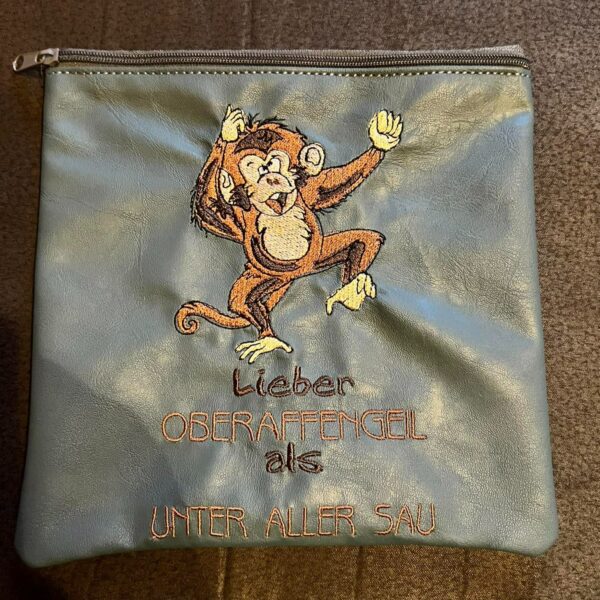 Lieber
OBERAFFENGEIL
als
UNTER ALLER SAU